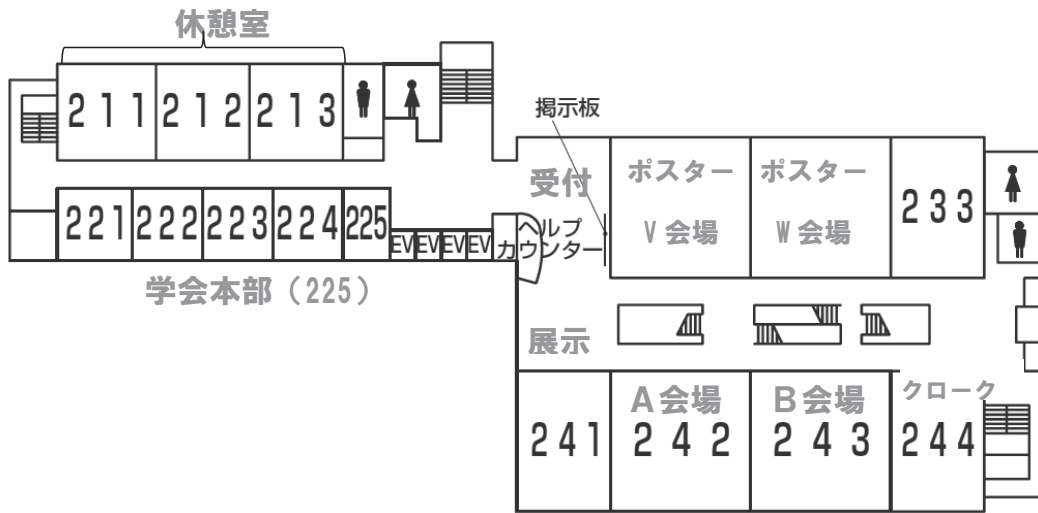 休憩室
211 212 213
掲示板
受付
ポスター
V会場
ポスター
W会場
233
221 222 223 224 225
EV EV EV EV
ヘルプ
カウンター
学会本部（225）
展示
A会場
B会場
クローク
241 242 243 244